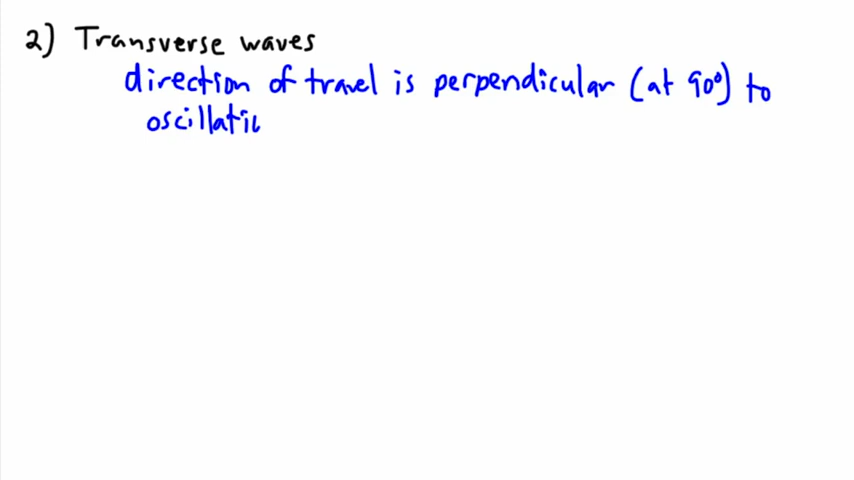 2) Transverse waves
direction of travel is perpendicular (at 90°) to
oscillati